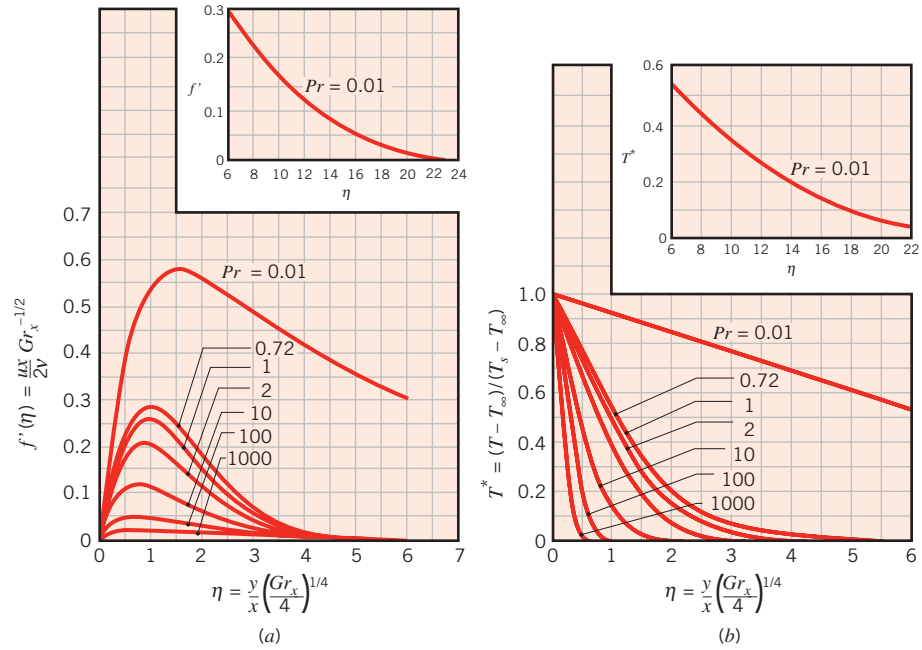 0.3
0.2
f'
0.1
0
Pr = 0.01
6 8 10 12 14 16 18 20 22 24
η
0.7
0.6
0.5
0.4
0.3
0.2
0.1
0
f'(η) = ux/2ν Gr_x^{-1/2}
Pr = 0.01
0.72
1
2
10
100
1000
0 1 2 3 4 5 6 7
η = y/x (Gr_x/4)^{1/4}
(a)
0.6
0.4
T*
0.2
0
Pr = 0.01
6 8 10 12 14 16 18 20 22
η
1.0
0.8
0.6
0.4
0.2
0
T* = (T − T∞)/(Ts − T∞)
Pr = 0.01
0.72
1
2
10
100
1000
0 1 2 3 4 5 6
η = y/x (Gr_x/4)^{1/4}
(b)